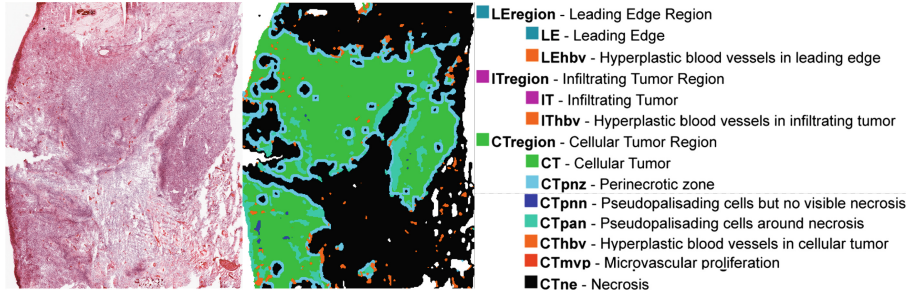 LEregion - Leading Edge Region
LE - Leading Edge
LEhbv - Hyperplastic blood vessels in leading edge
ITregion - Infiltrating Tumor Region
IT - Infiltrating Tumor
IThbv - Hyperplastic blood vessels in infiltrating tumor
CTregion - Cellular Tumor Region
CT - Cellular Tumor
CTpnz - Perinecrotic zone
CTpnn - Pseudopalisading cells but no visible necrosis
CTpan - Pseudopalisading cells around necrosis
CThbv - Hyperplastic blood vessels in cellular tumor
CTmvp - Microvascular proliferation
CTne - Necrosis